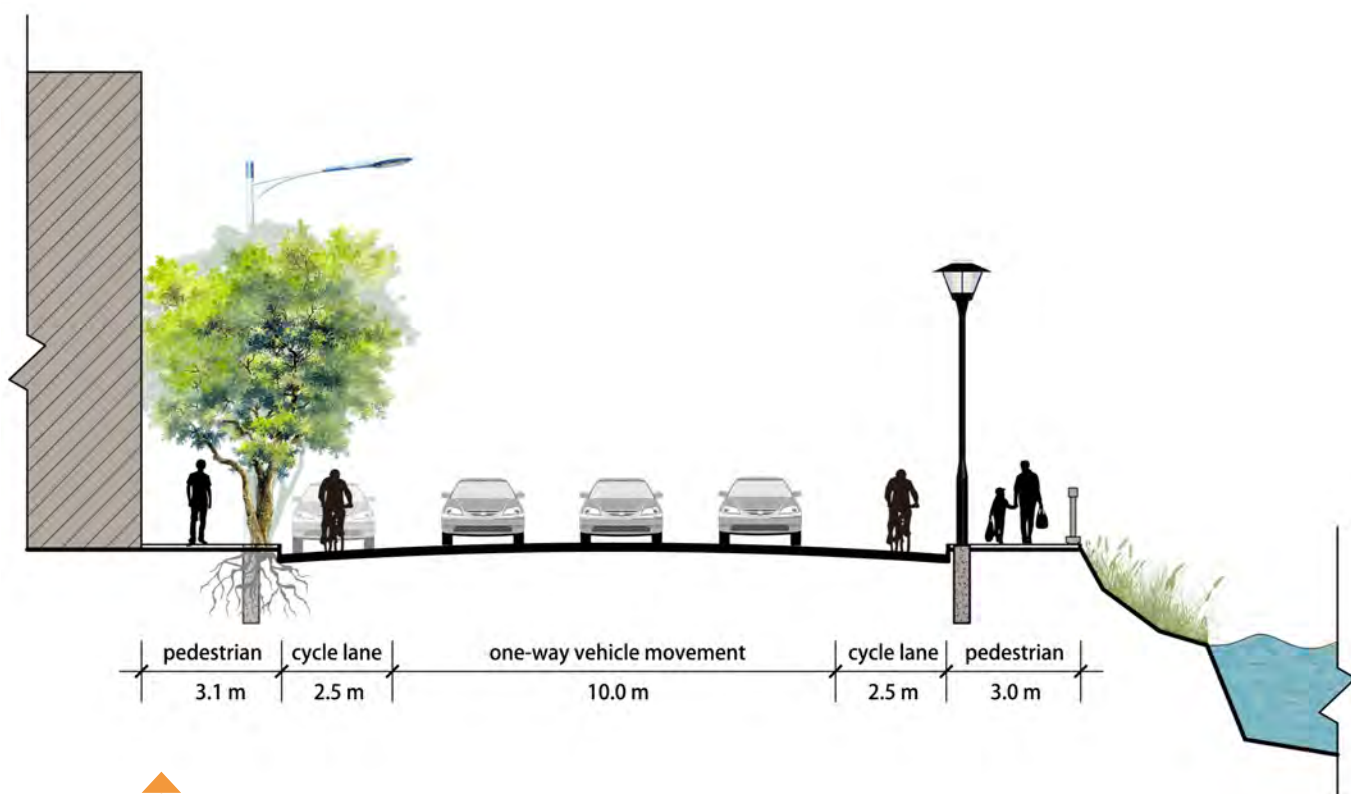 pedestrian cycle lane one-way vehicle movement cycle lane pedestrian
3.1 m 2.5 m 10.0 m 2.5 m 3.0 m